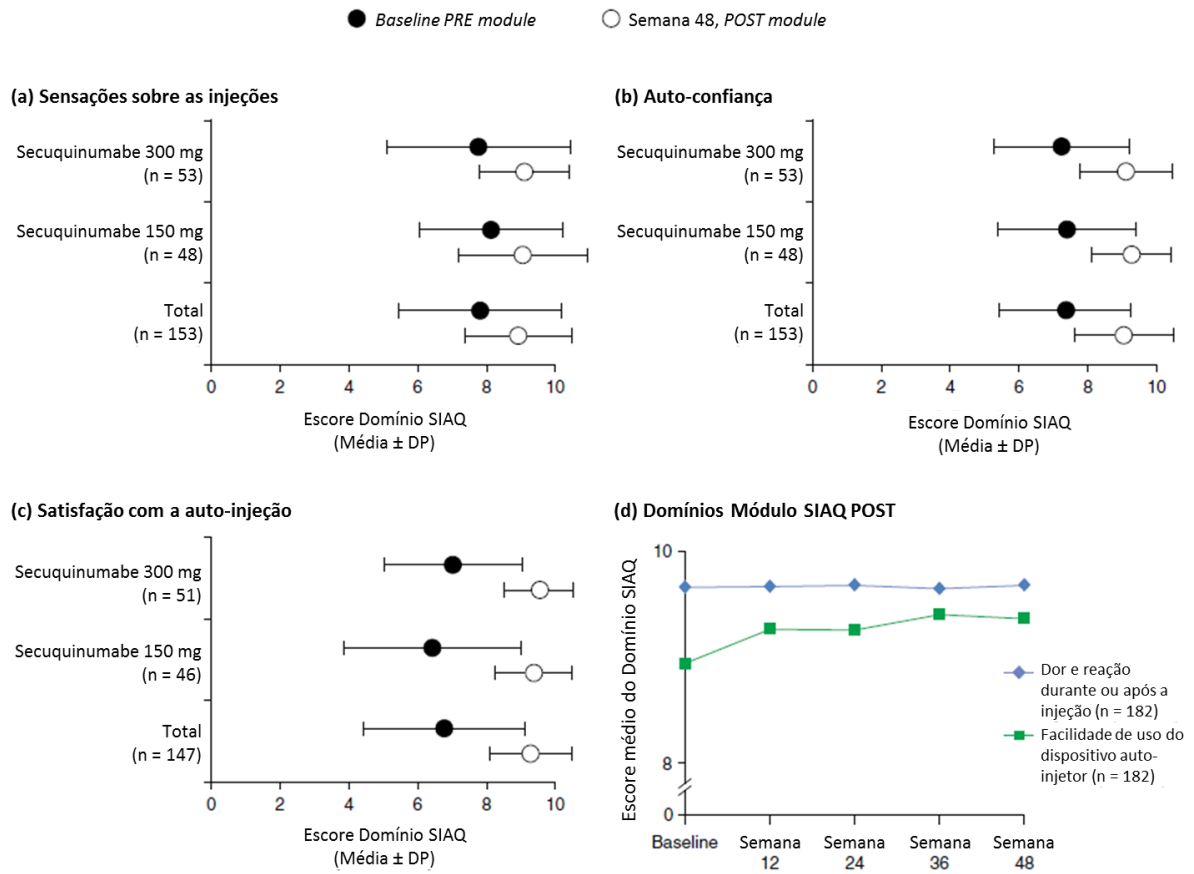 Baseline PRE module
Semana 48, POST module
(a) Sensações sobre as injeções
Secuquinumabe 300 mg
(n = 53)
Secuquinumabe 150 mg
(n = 48)
Total
(n = 153)
0 2 4 6 8 10
Escore Domínio SIAQ
(Média ± DP)
(b) Auto-confiança
Secuquinumabe 300 mg
(n = 53)
Secuquinumabe 150 mg
(n = 48)
Total
(n = 153)
0 2 4 6 8 10
Escore Domínio SIAQ
(Média ± DP)
(c) Satisfação com a auto-injeção
Secuquinumabe 300 mg
(n = 51)
Secuquinumabe 150 mg
(n = 46)
Total
(n = 147)
0 2 4 6 8 10
Escore Domínio SIAQ
(Média ± DP)
(d) Domínios Módulo SIAQ POST
Escore médio do Domínio SIAQ
10
8
0
Baseline Semana Semana Semana Semana
12 24 36 48
Dor e reação
durante ou após a
injeção (n = 182)
Facilidade de uso do
dispositivo auto-
injetor (n = 182)